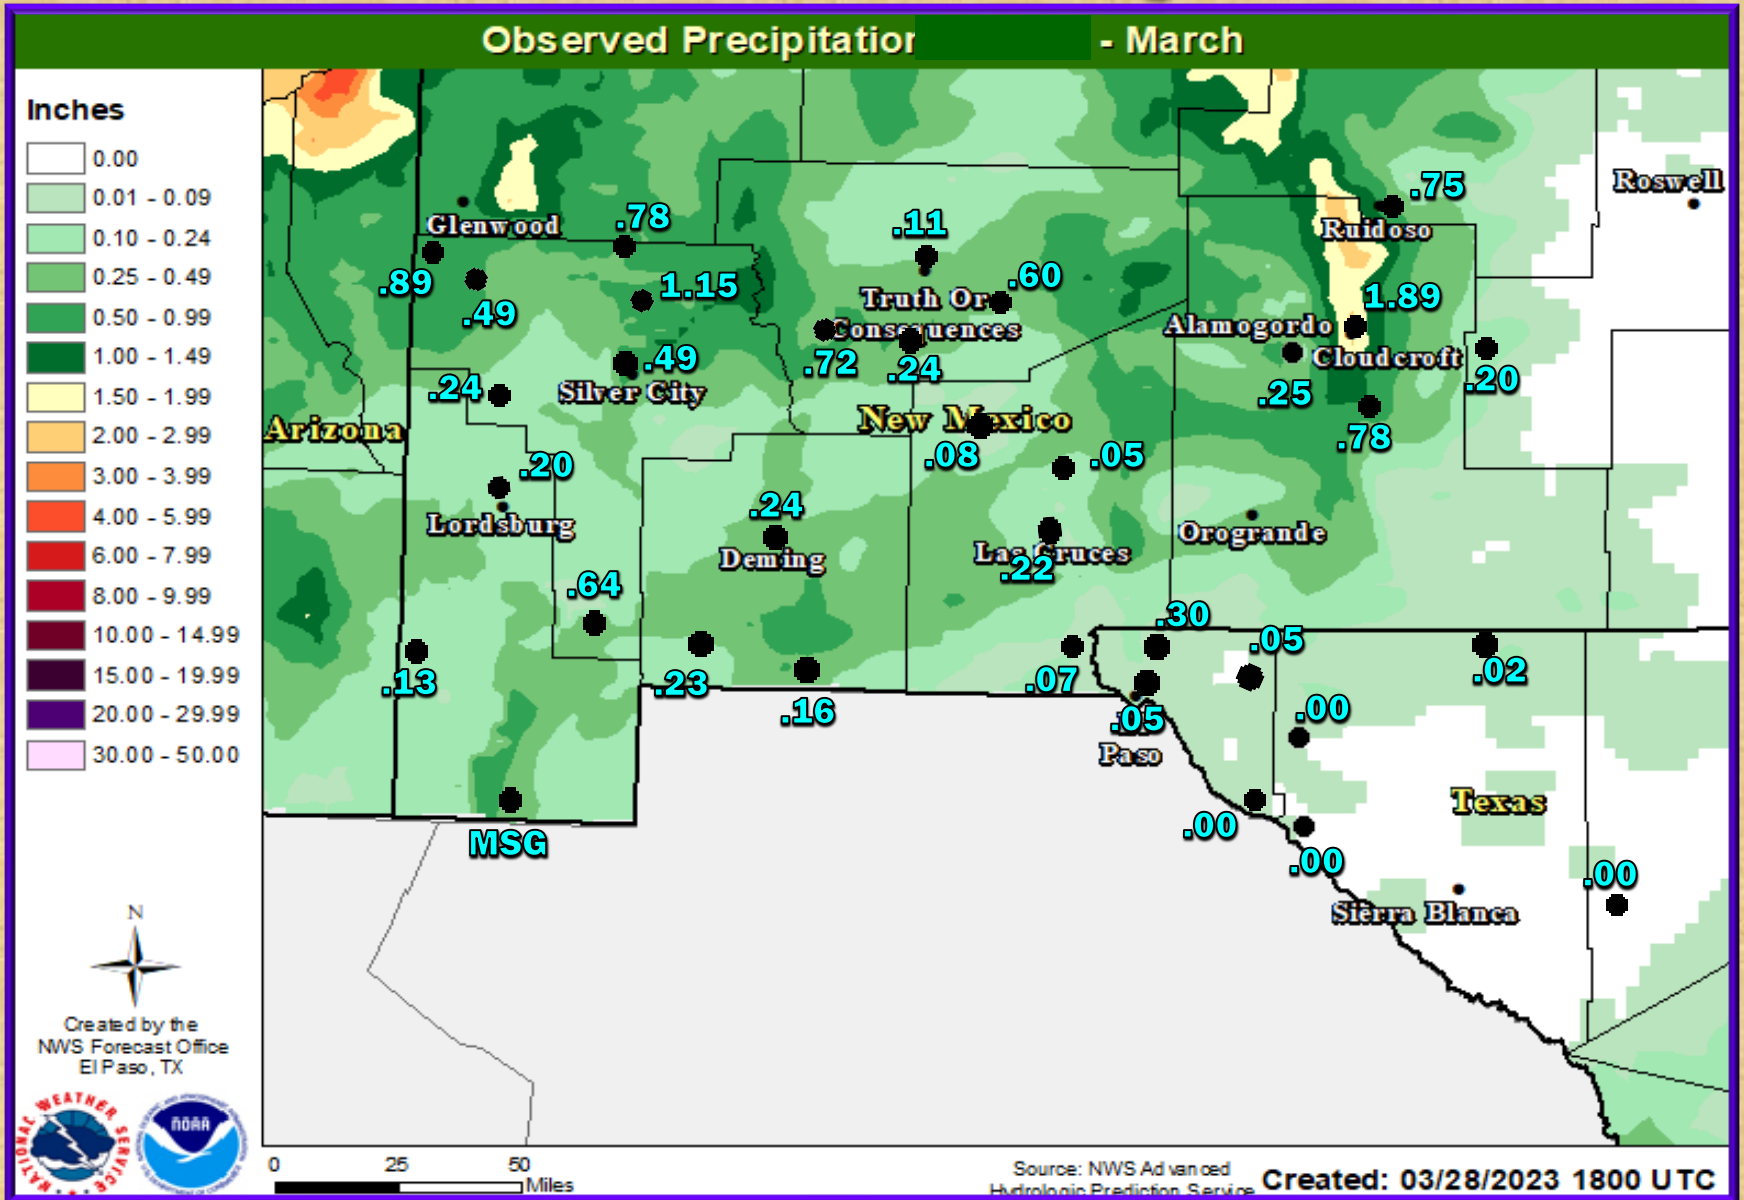 Observed Precipitation - March
Inches
0.00
0.01 - 0.09
0.10 - 0.24
0.25 - 0.49
0.50 - 0.99
1.00 - 1.49
1.50 - 1.99
2.00 - 2.99
3.00 - 3.99
4.00 - 5.99
6.00 - 7.99
8.00 - 9.99
10.00 - 14.99
15.00 - 19.99
20.00 - 29.99
30.00 - 50.00
Roswell
.75
Glenwood
.78
.11
Ruidoso
.89
.49
1.15
Truth Or
.60
Consequences
1.89
Alamogordo
Cloudcroft
.24
.49
Silver City
.72
.24
.25
.20
Arizona
New Mexico
.78
.08
.05
.20
Lordsburg
.24
Deming
Las Cruces
.22
Orogrande
.64
.30
.05
.13
.23
.16
.07
.05
Paso
.02
.00
Texas
.00
.00
.00
MSG
Sierra Blanca
N
Created by the
NWS Forecast Office
El Paso, TX
NATIONAL WEATHER SERVICE
NOAA
0 25 50
Miles
Source: NWS Advanced
Hydrologic Prediction Service
Created: 03/28/2023 1800 UTC